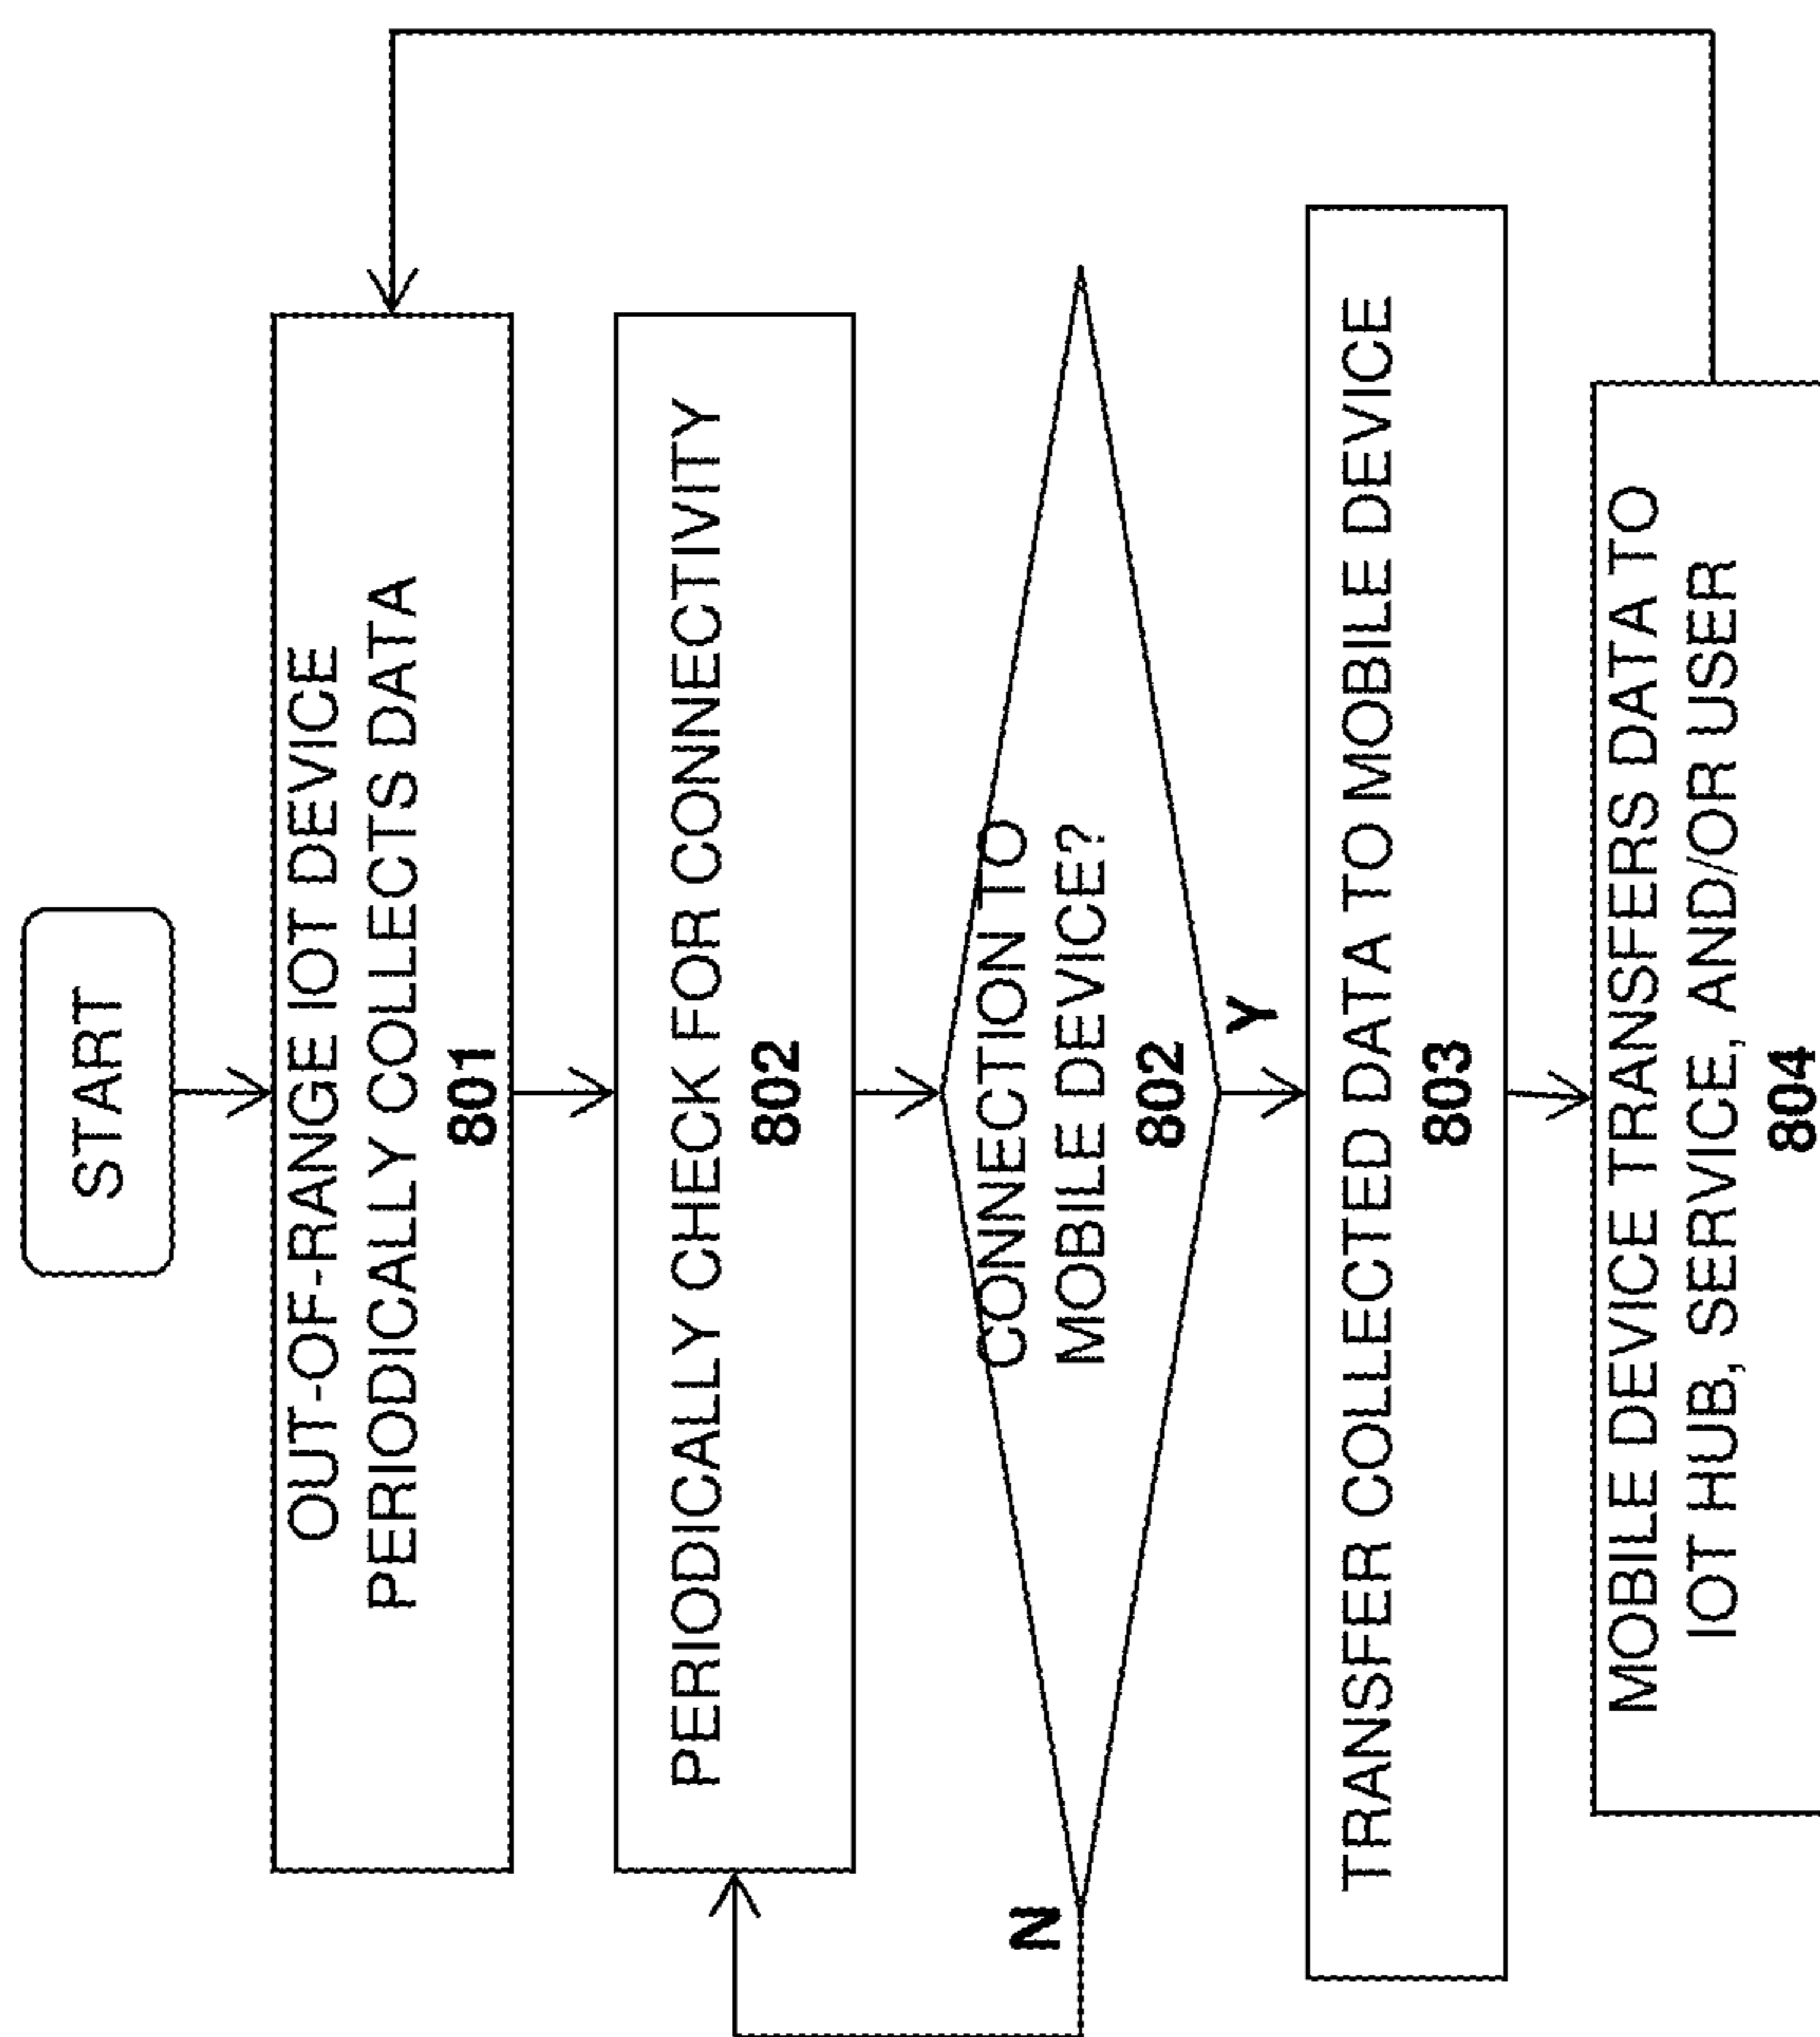 START
OUT-OF-RANGE IOT DEVICE
PERIODICALLY COLLECTS DATA
801
PERIODICALLY CHECK FOR CONNECTIVITY
802
CONNECTION TO
MOBILE DEVICE?
802
N
Y
TRANSFER COLLECTED DATA TO MOBILE DEVICE
803
MOBILE DEVICE TRANSFERS DATA TO
IOT HUB, SERVICE, AND/OR USER
804